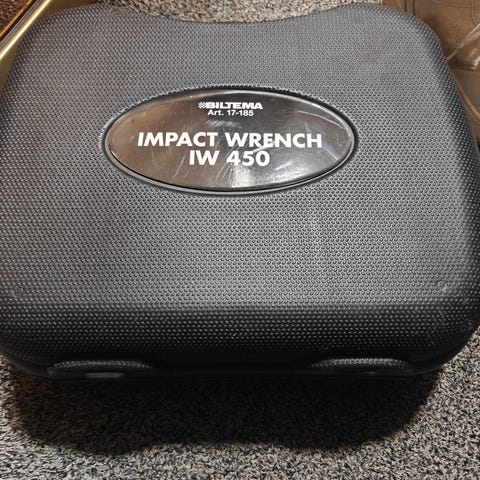 BILTEMA
Art. 17-185
IMPACT WRENCH
IW 450